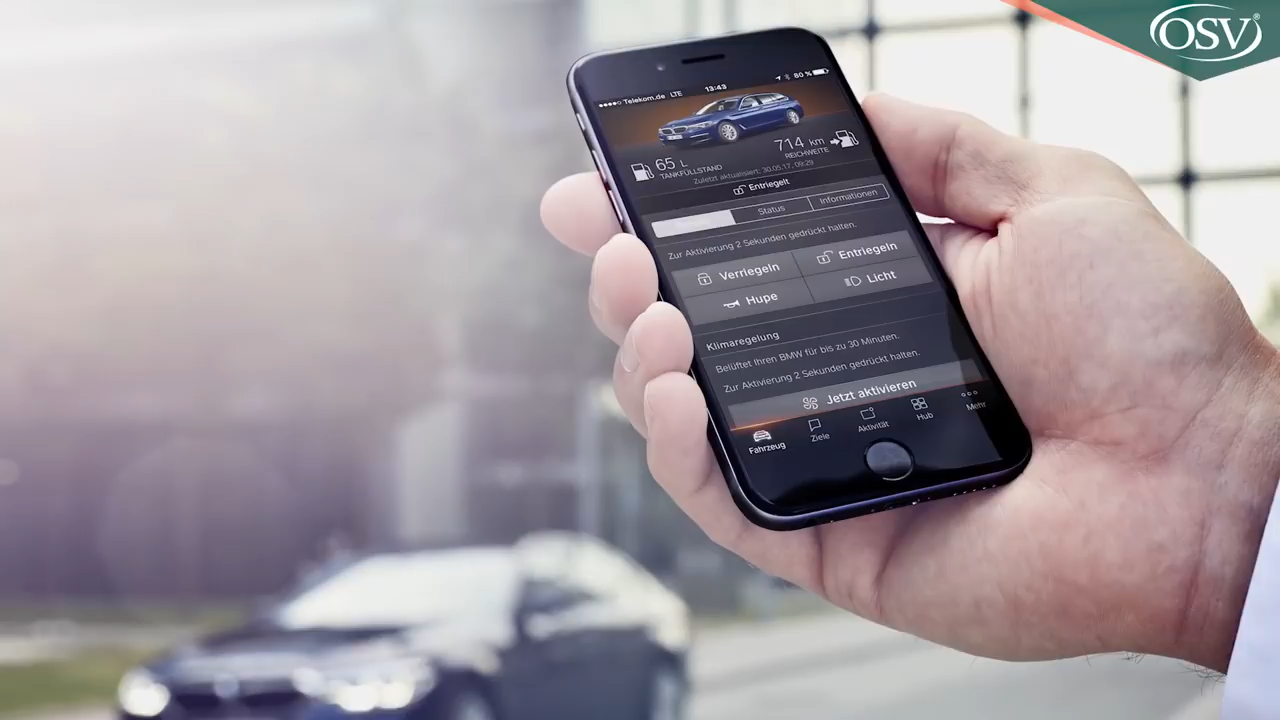 OSV®
●●●●○ Telekom.de LTE 13:43 80 %
65 L
TANKFÜLLSTAND
714 km
REICHWEITE
Zuletzt aktualisiert: 30.05.17, 09:29
Entriegelt
Status Informationen
Zur Aktivierung 2 Sekunden gedrückt halten.
Verriegeln Entriegeln
Hupe Licht
Klimaregelung
Belüftet Ihren BMW für bis zu 30 Minuten.
Zur Aktivierung 2 Sekunden gedrückt halten.
Jetzt aktivieren
Fahrzeug Ziele Aktivität Hub Mehr